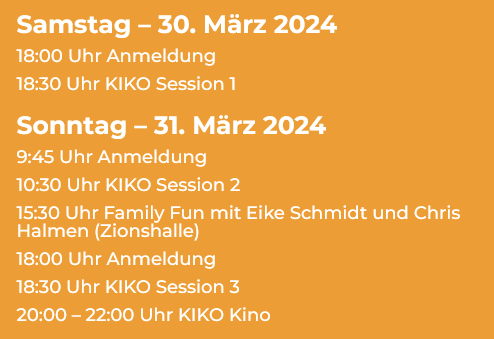 Samstag – 30. März 2024
18:00 Uhr Anmeldung
18:30 Uhr KIKO Session 1
Sonntag – 31. März 2024
9:45 Uhr Anmeldung
10:30 Uhr KIKO Session 2
15:30 Uhr Family Fun mit Eike Schmidt und Chris
Halmen (Zionshalle)
18:00 Uhr Anmeldung
18:30 Uhr KIKO Session 3
20:00 – 22:00 Uhr KIKO Kino